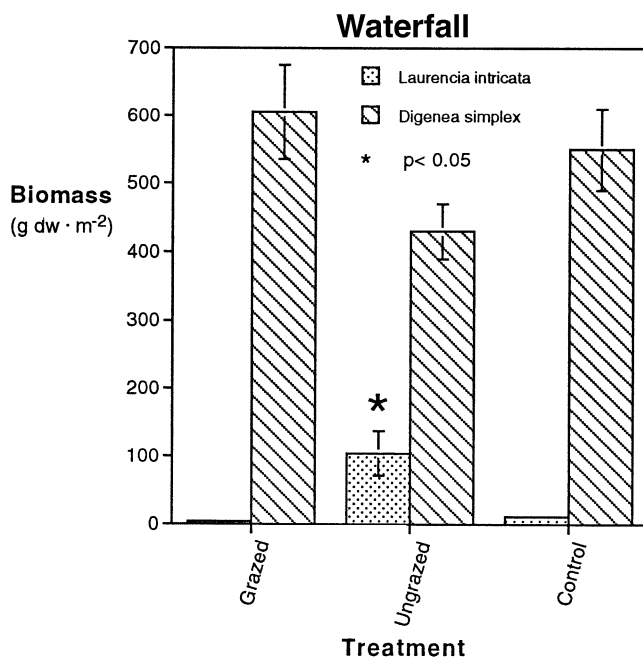 Waterfall
700
600
500
400
300
200
100
0
Biomass
(g dw · m⁻²)
Laurencia intricata
Digenea simplex
* p< 0.05
*
Grazed
Ungrazed
Control
Treatment